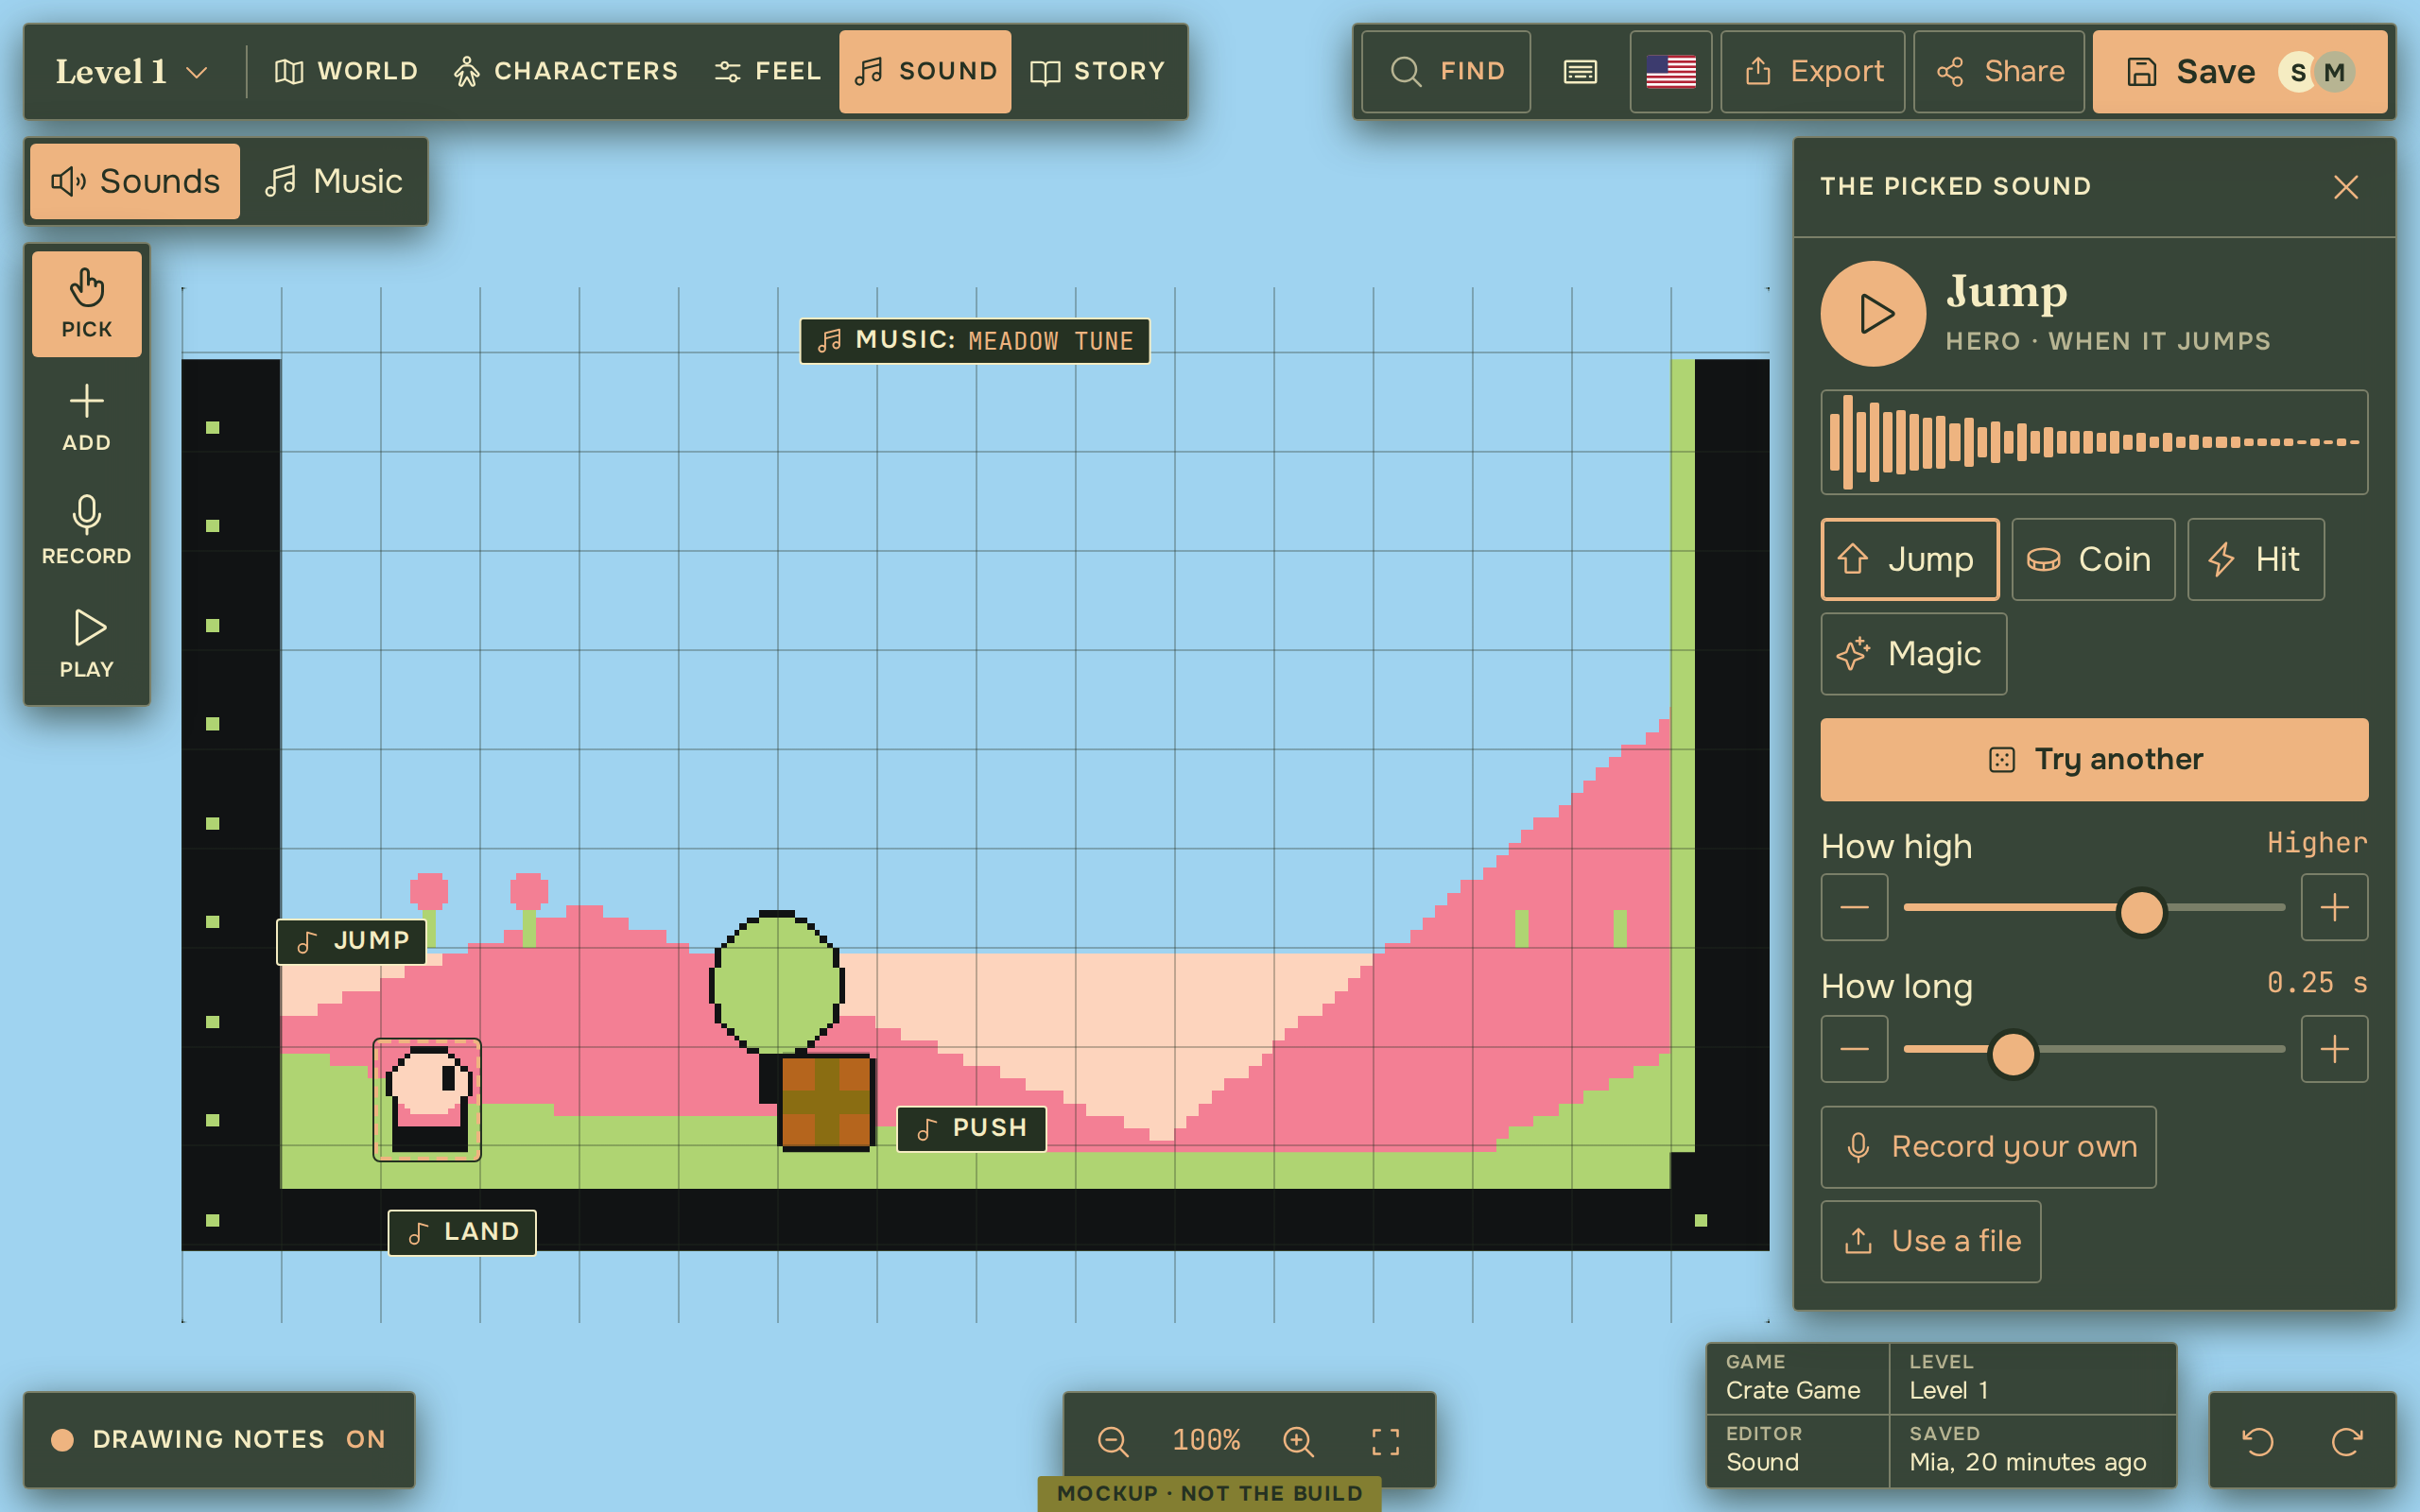 Level 1 WORLD CHARACTERS FEEL SOUND STORY
FIND Export Share Save S M
Sounds Music
PICK
ADD
RECORD
PLAY
MUSIC: MEADOW TUNE
JUMP
PUSH
LAND
THE PICKED SOUND
Jump
HERO · WHEN IT JUMPS
Jump Coin Hit
Magic
Try another
How high Higher
How long 0.25 s
Record your own
Use a file
DRAWING NOTES ON
100%
MOCKUP · NOT THE BUILD
GAME
Crate Game
LEVEL
Level 1
EDITOR
Sound
SAVED
Mia, 20 minutes ago